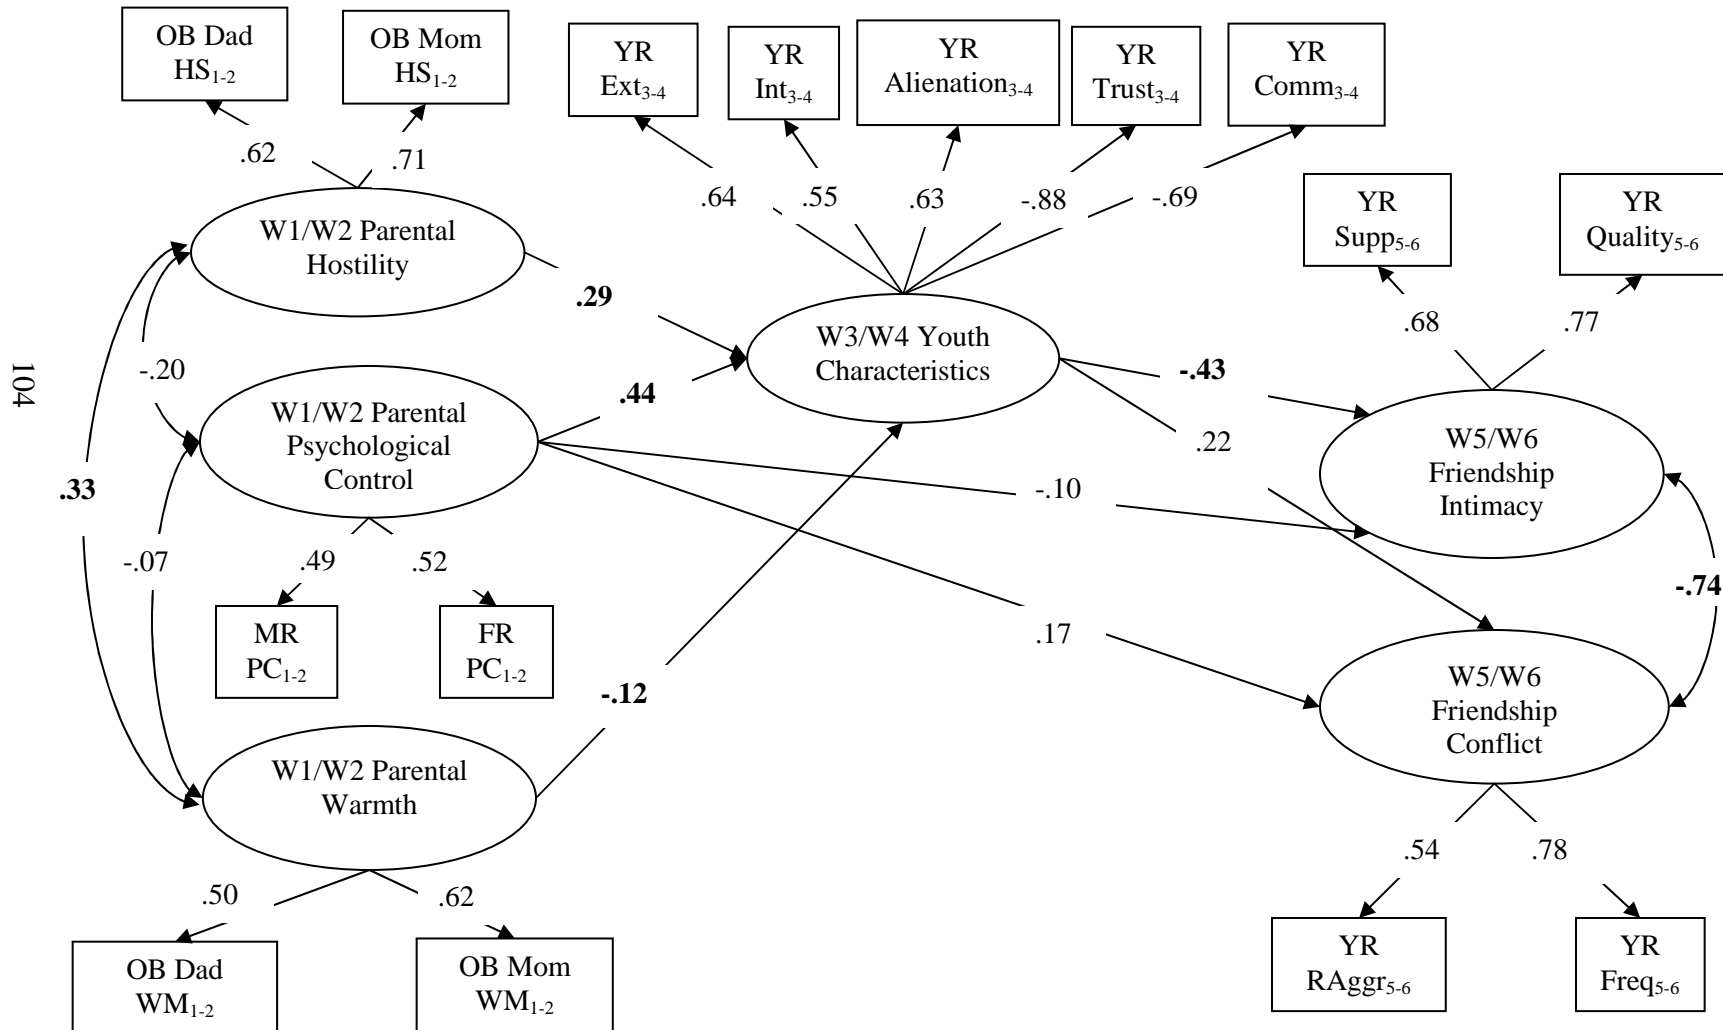 OB Dad
HS1-2
OB Mom
HS1-2
YR
Ext3-4
YR
Int3-4
YR
Alienation3-4
YR
Trust3-4
YR
Comm3-4
.62
.71
.64
.55
.63
-.88
-.69
YR
Supp5-6
YR
Quality5-6
W1/W2 Parental
Hostility
.29
.68
.77
W3/W4 Youth
Characteristics
104
-.20
.44
-.43
.22
W1/W2 Parental
Psychological
Control
W5/W6
Friendship
Intimacy
.33
-.10
-.07
.49
.52
-.74
MR
PC1-2
FR
PC1-2
.17
-.12
W5/W6
Friendship
Conflict
W1/W2 Parental
Warmth
.50
.62
.54
.78
OB Dad
WM1-2
OB Mom
WM1-2
YR
RAggr5-6
YR
Freq5-6